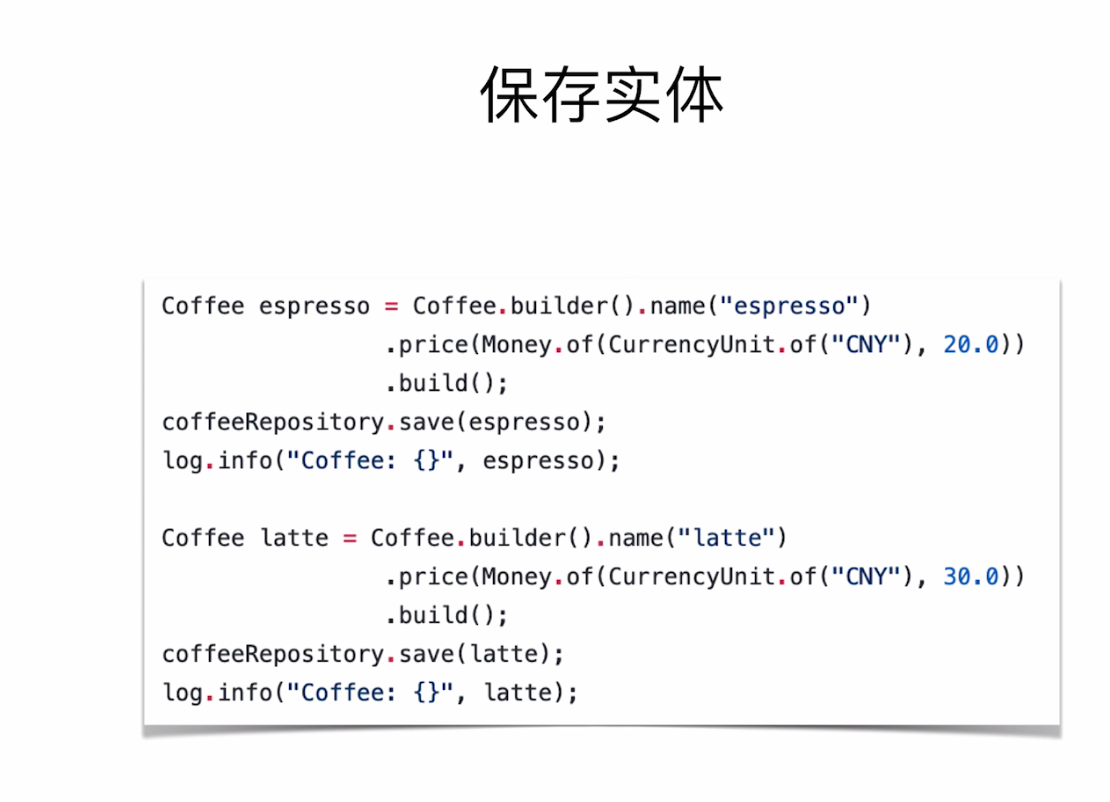 保存实体
Coffee espresso = Coffee.builder().name("espresso")
                .price(Money.of(CurrencyUnit.of("CNY"), 20.0))
                .build();
coffeeRepository.save(espresso);
log.info("Coffee: {}", espresso);

Coffee latte = Coffee.builder().name("latte")
                .price(Money.of(CurrencyUnit.of("CNY"), 30.0))
                .build();
coffeeRepository.save(latte);
log.info("Coffee: {}", latte);